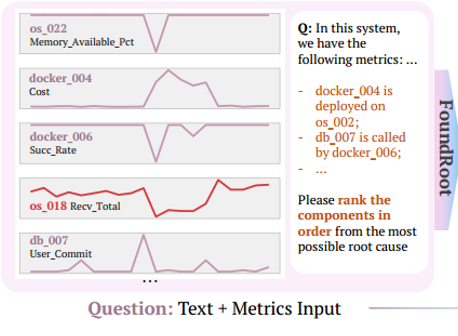 os_022
Memory_Available_Pct
docker_004
Cost
docker_006
Succ_Rate
os_018 Recv_Total
db_007
User_Commit
...
Q: In this system,
we have the
following metrics: ...
- docker_004 is
deployed on
os_002;
- db_007 is called
by docker_006;
- ...
Please rank the
components in
order from the most
possible root cause
FoundRoot
Question: Text + Metrics Input